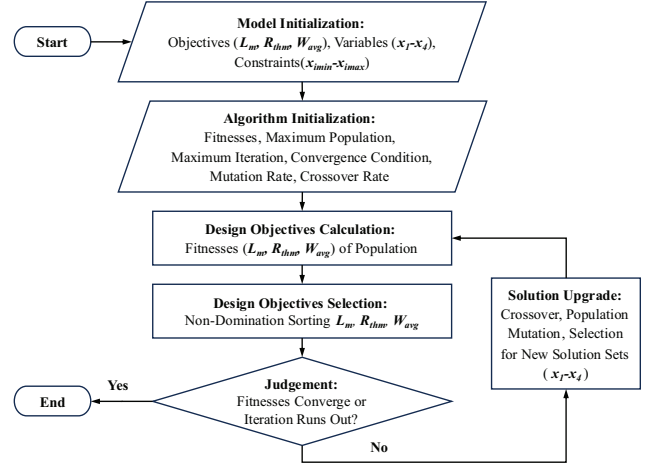 Start
Model Initialization:
Objectives (Lm, Rthm, Wavg), Variables (x1-x4),
Constraints(ximin-ximax)
Algorithm Initialization:
Fitnesses, Maximum Population,
Maximum Iteration, Convergence Condition,
Mutation Rate, Crossover Rate
Design Objectives Calculation:
Fitnesses (Lm, Rthm, Wavg) of Population
Design Objectives Selection:
Non-Domination Sorting Lm, Rthm, Wavg
Solution Upgrade:
Crossover, Population
Mutation, Selection
for New Solution Sets
( x1-x4 )
Judgement:
Fitnesses Converge or
Iteration Runs Out?
Yes
End
No